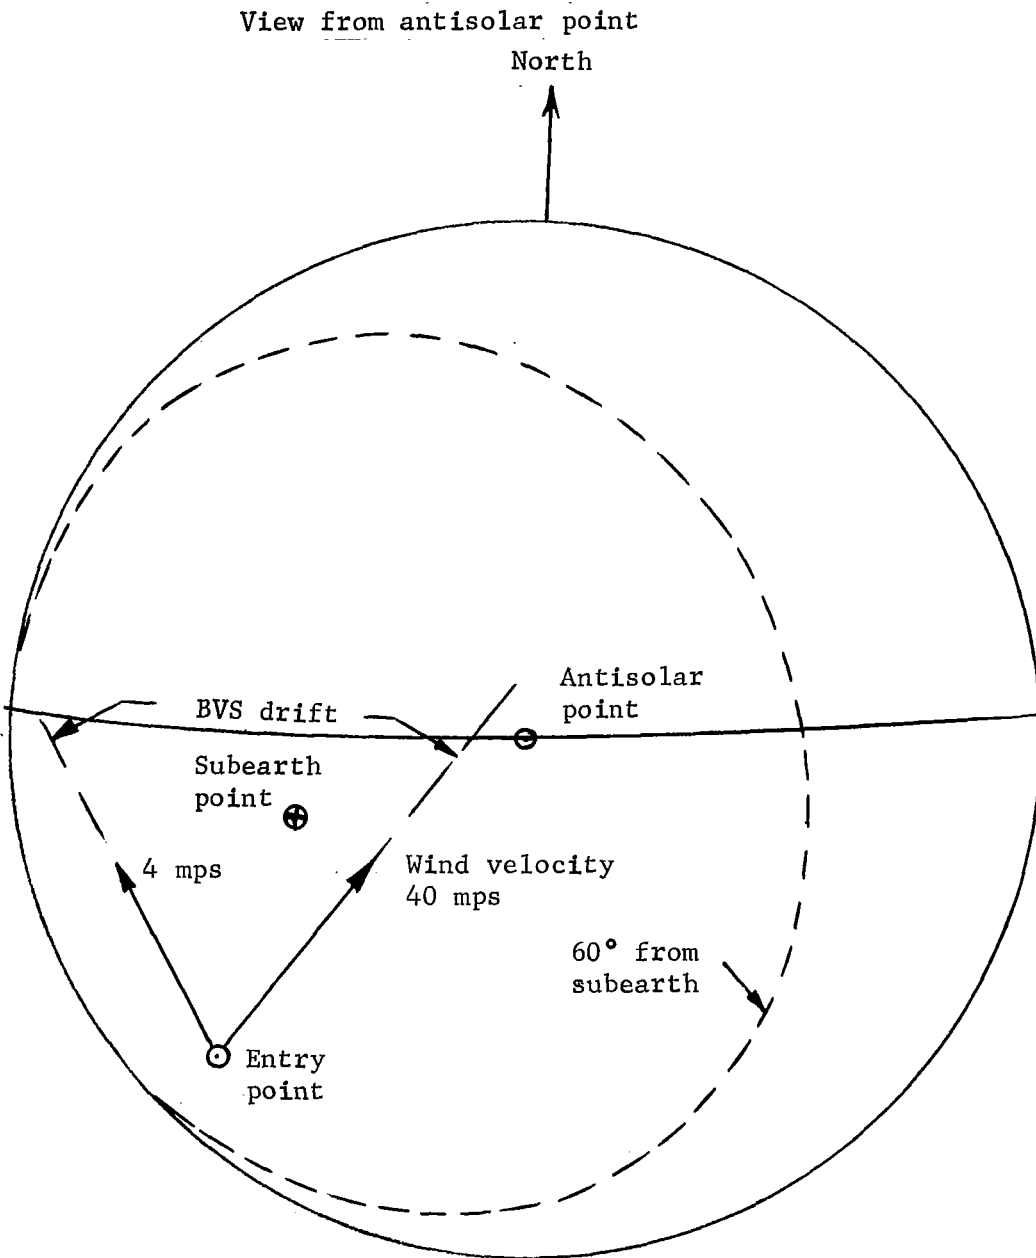 View from antisolar point
North
Antisolar
point
BVS drift
Subearth
point
4 mps
Wind velocity
40 mps
60° from
subearth
Entry
point